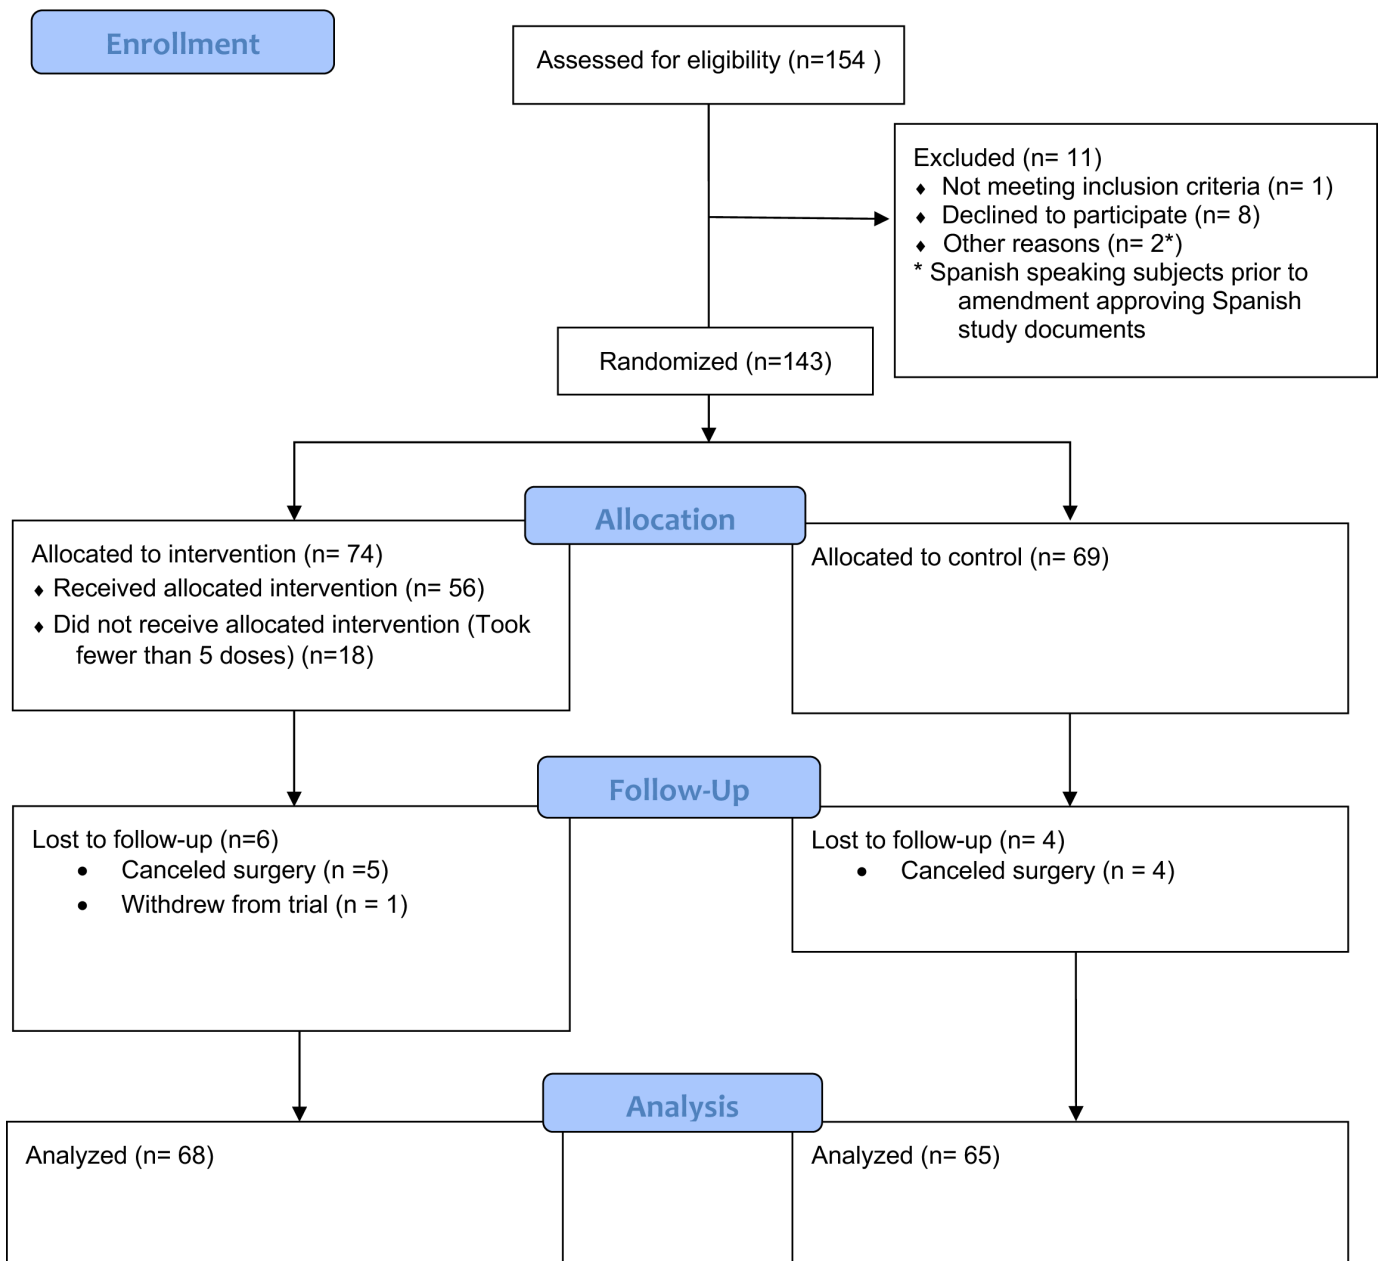 Enrollment
Assessed for eligibility (n=154 )
Excluded (n= 11)
♦ Not meeting inclusion criteria (n= 1)
♦ Declined to participate (n= 8)
♦ Other reasons (n= 2*)
* Spanish speaking subjects prior to
amendment approving Spanish
study documents
Randomized (n=143)
Allocation
Allocated to intervention (n= 74)
♦ Received allocated intervention (n= 56)
♦ Did not receive allocated intervention (Took
fewer than 5 doses) (n=18)
Allocated to control (n= 69)
Follow-Up
Lost to follow-up (n=6)
• Canceled surgery (n =5)
• Withdrew from trial (n = 1)
Lost to follow-up (n= 4)
• Canceled surgery (n = 4)
Analysis
Analyzed (n= 68)
Analyzed (n= 65)